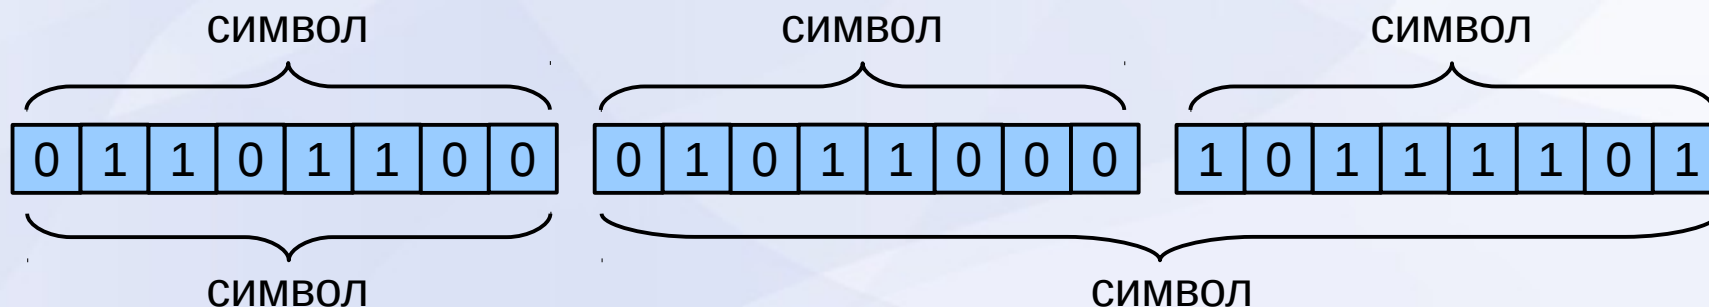 символ символ символ
0 1 1 0 1 1 0 0 0 1 0 1 1 0 0 0 1 0 1 1 1 1 0 1
символ символ